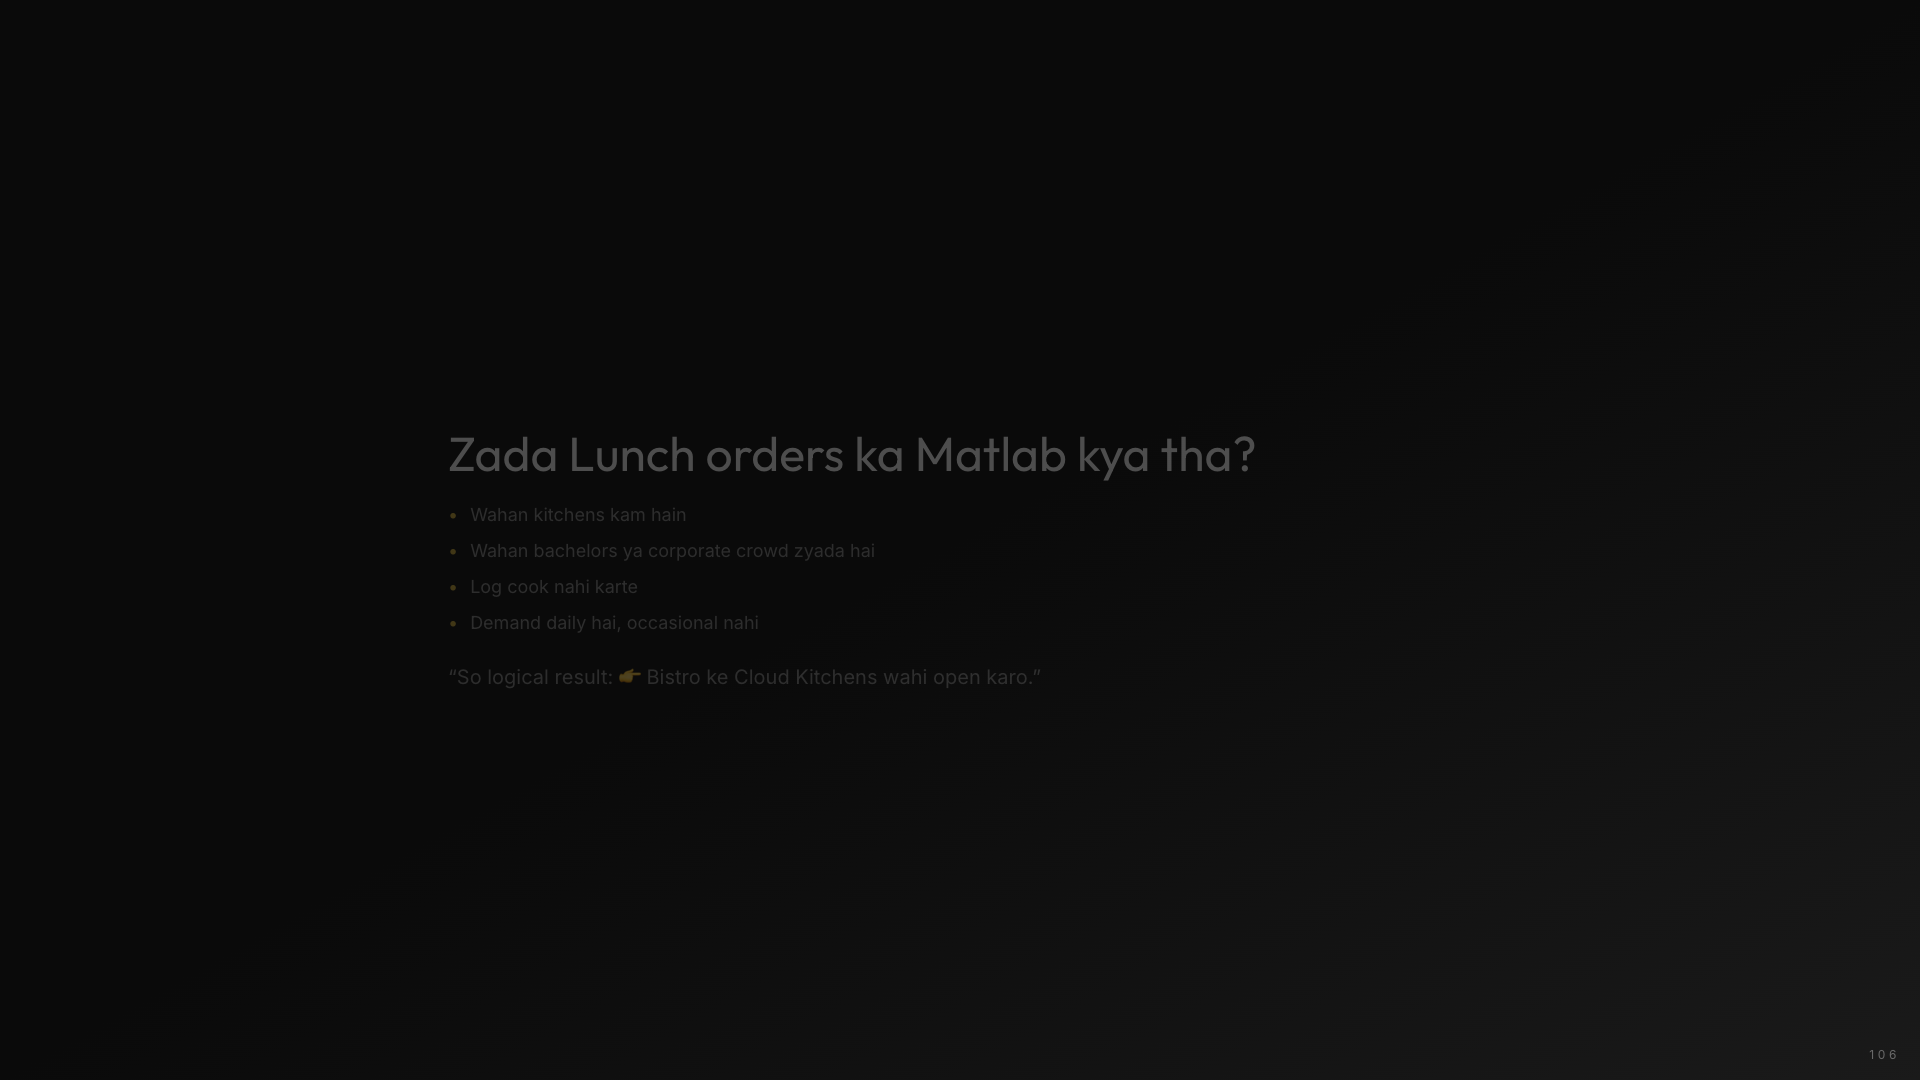 Zada Lunch orders ka Matlab kya tha?
• Wahan kitchens kam hain
• Wahan bachelors ya corporate crowd zyada hai
• Log cook nahi karte
• Demand daily hai, occasional nahi
“So logical result: 👉 Bistro ke Cloud Kitchens wahi open karo.”
106